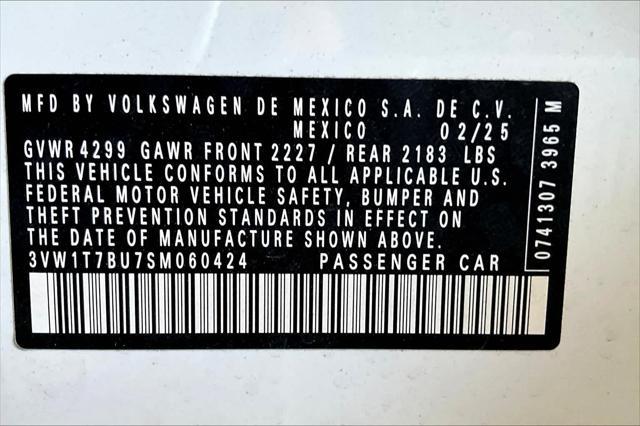 MFD BY VOLKSWAGEN DE MEXICO S.A. DE C.V.
MEXICO 02/25
GVWR 4299 GAWR FRONT 2227 / REAR 2183 LBS
THIS VEHICLE CONFORMS TO ALL APPLICABLE U.S.
FEDERAL MOTOR VEHICLE SAFETY, BUMPER AND
THEFT PREVENTION STANDARDS IN EFFECT ON
THE DATE OF MANUFACTURE SHOWN ABOVE.
3VW1T7BU7SM060424 PASSENGER CAR
0741307 3965 M